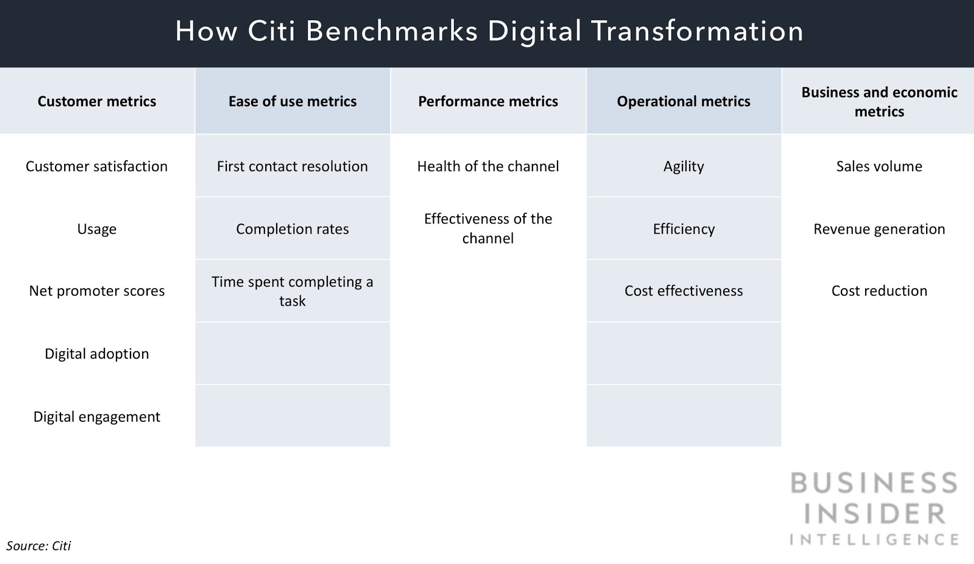 How Citi Benchmarks Digital Transformation
Customer metrics
Ease of use metrics
Performance metrics
Operational metrics
Business and economic
metrics
Customer satisfaction
First contact resolution
Health of the channel
Agility
Sales volume
Usage
Completion rates
Effectiveness of the
channel
Efficiency
Revenue generation
Net promoter scores
Time spent completing a
task
Cost effectiveness
Cost reduction
Digital adoption
Digital engagement
BUSINESS
INSIDER
INTELLIGENCE
Source: Citi